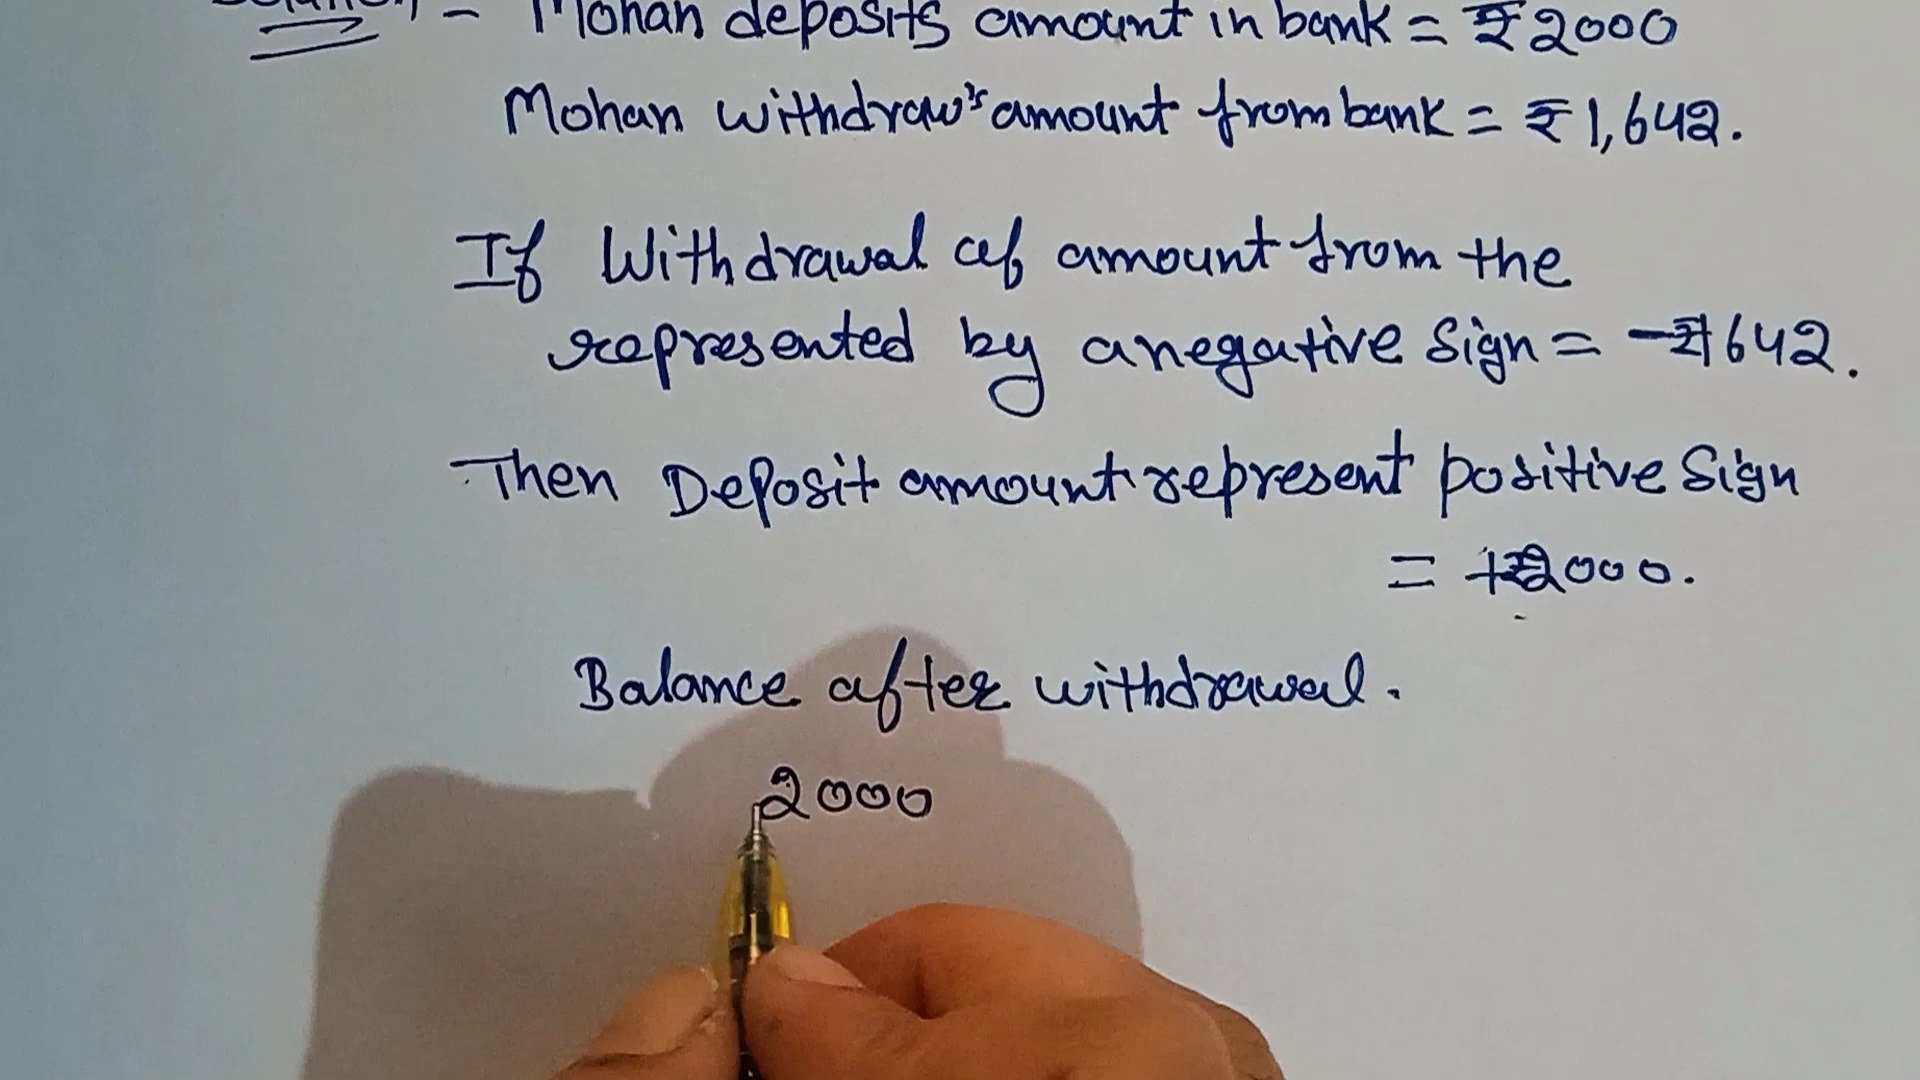 Solution - Mohan deposits amount in bank = ₹2000
Mohan withdraw's amount from bank = ₹1,642.
If Withdrawal of amount from the
represented by a negative Sign = -₹1642.
Then Deposit amount represent positive Sign
= +₹2000.
Balance after withdrawal.
2000